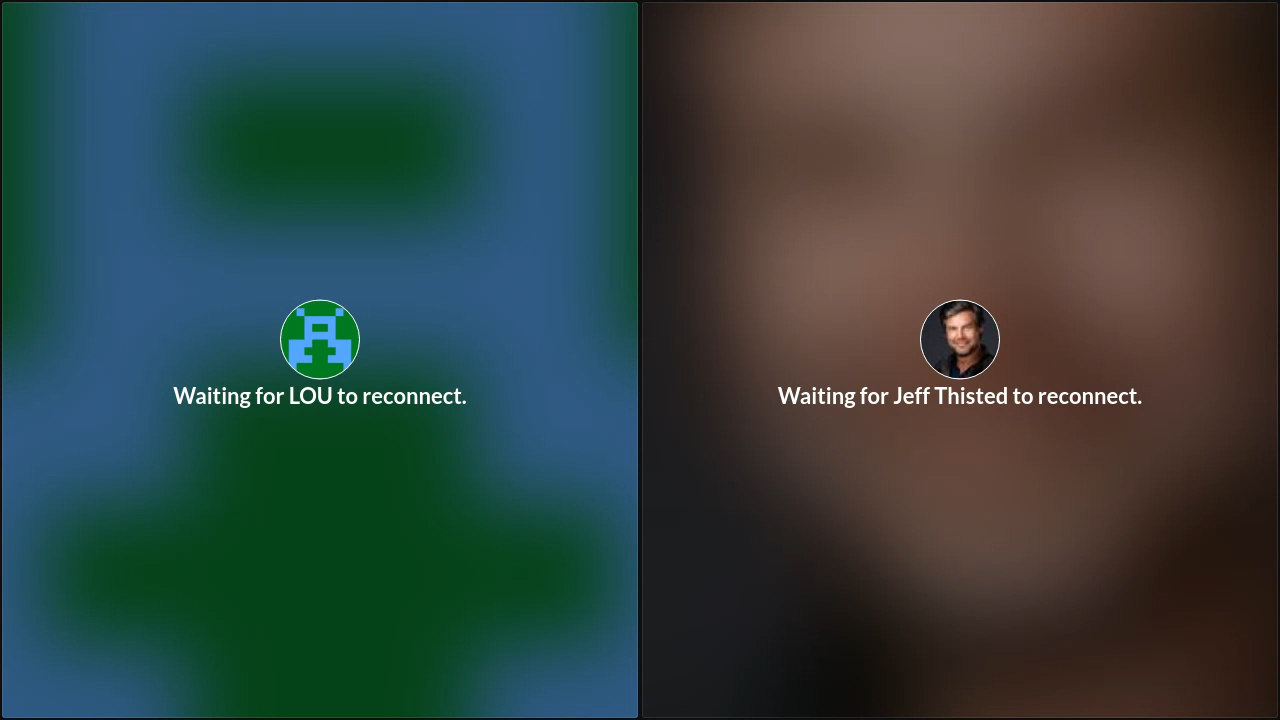 Waiting for LOU to reconnect.
Waiting for Jeff Thisted to reconnect.